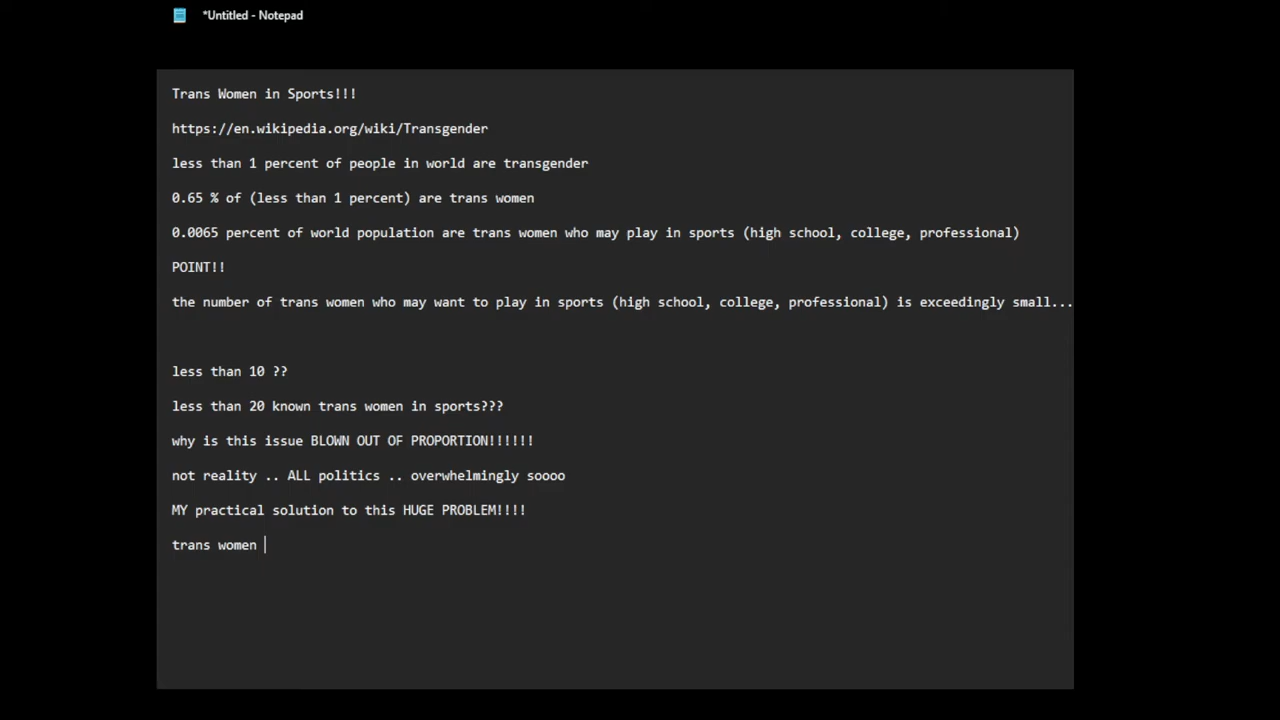 *Untitled - Notepad
Trans Women in Sports!!!
https://en.wikipedia.org/wiki/Transgender
less than 1 percent of people in world are transgender
0.65 % of (less than 1 percent) are trans women
0.0065 percent of world population are trans women who may play in sports (high school, college, professional)
POINT!!
the number of trans women who may want to play in sports (high school, college, professional) is exceedingly small...
less than 10 ??
less than 20 known trans women in sports???
why is this issue BLOWN OUT OF PROPORTION!!!!!!
not reality .. ALL politics .. overwhelmingly soooo
MY practical solution to this HUGE PROBLEM!!!!
trans women